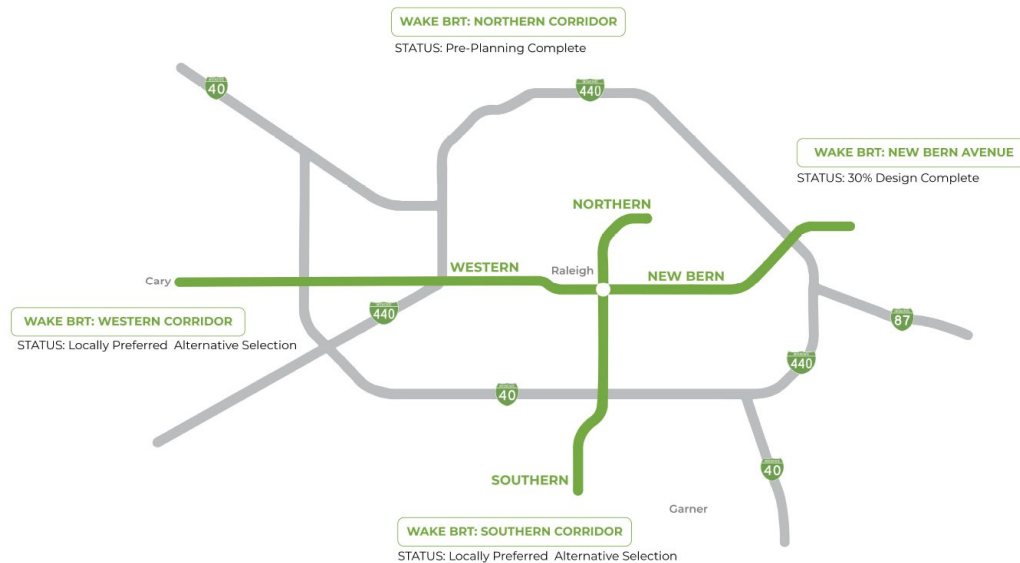 WAKE BRT: NORTHERN CORRIDOR
STATUS: Pre-Planning Complete
40
440
WAKE BRT: NEW BERN AVENUE
STATUS: 30% Design Complete
NORTHERN
WESTERN
Raleigh
NEW BERN
Cary
WAKE BRT: WESTERN CORRIDOR
STATUS: Locally Preferred Alternative Selection
440
87
440
40
40
SOUTHERN
Garner
WAKE BRT: SOUTHERN CORRIDOR
STATUS: Locally Preferred Alternative Selection